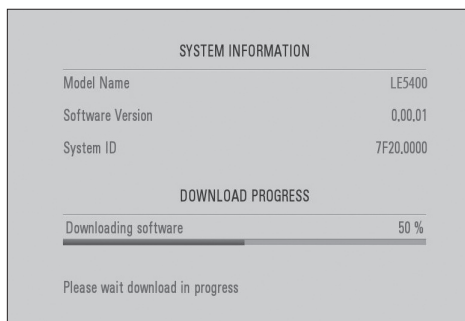 SYSTEM INFORMATION
Model Name LE5400
Software Version 0,00,01
System ID 7F20,0000
DOWNLOAD PROGRESS
Downloading software 50 %
Please wait download in progress